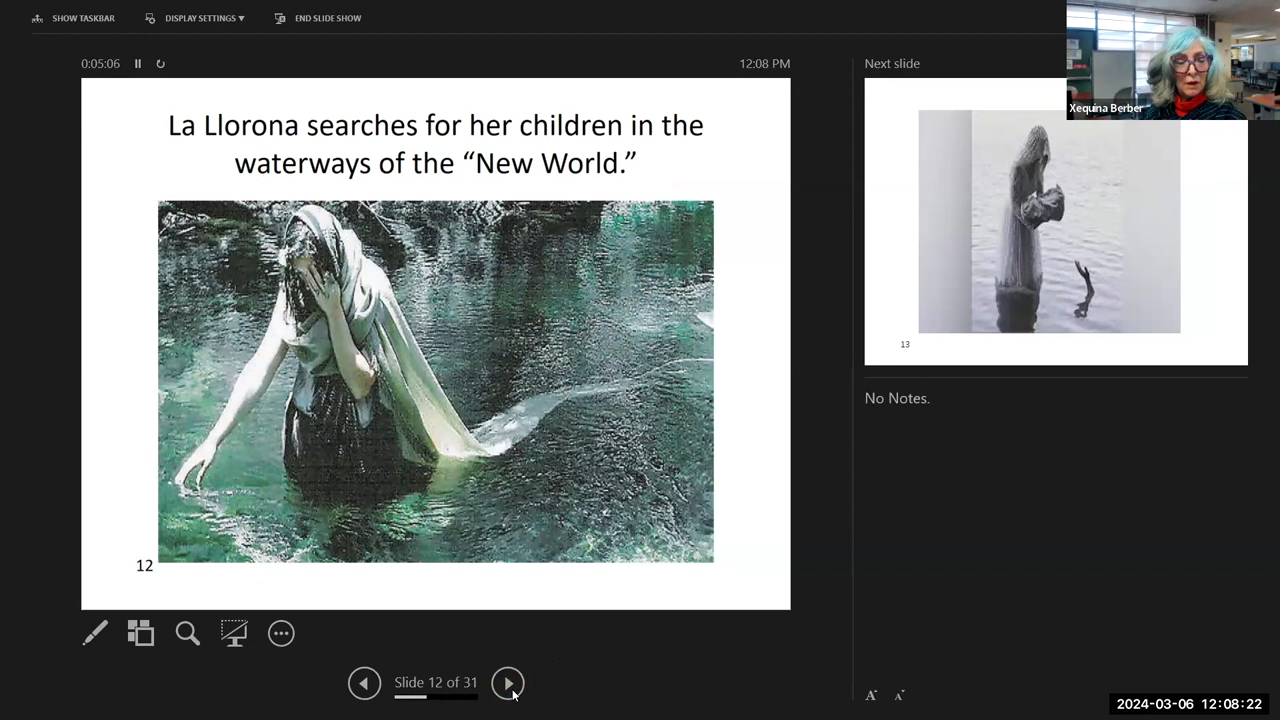 SHOW TASKBAR
DISPLAY SETTINGS ▼
END SLIDE SHOW
0:05:06
12:08 PM
La Llorona searches for her children in the
waterways of the “New World.”
12
Slide 12 of 31
Next slide
Xequina Berber
13
No Notes.
A
A
2024-03-06 12:08:22